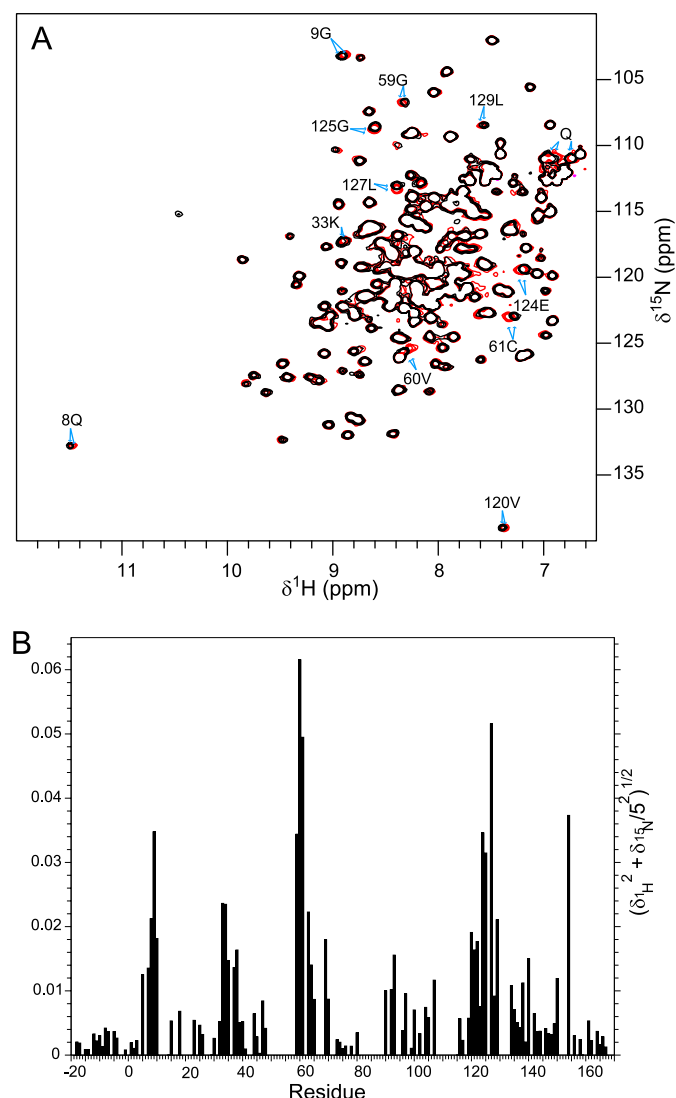 A
9G
59G
129L
125G
Q
127L
33K
124E
61C
60V
8Q
120V
105
110
115
120
125
130
135
δ15N (ppm)
11
10
9
8
7
δ1H (ppm)
B
0.06
0.05
0.04
0.03
0.02
0.01
0
-20
0
20
40
60
80
100
120
140
160
Residue
(δ1H2 + δ15N/52)1/2